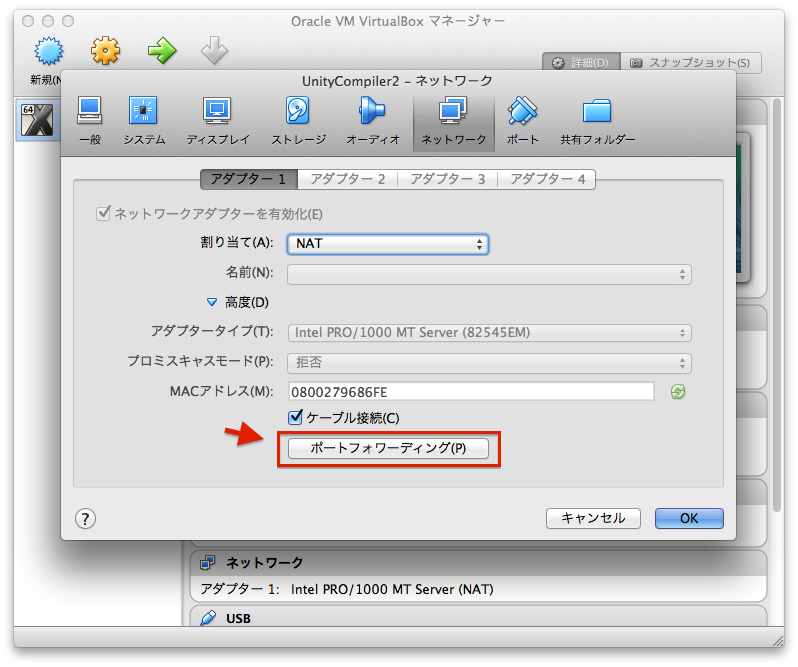 Oracle VM VirtualBox マネージャー
新規(N
詳細(D)
スナップショット(S)
64
UnityCompiler2 – ネットワーク
一般
システム
ディスプレイ
ストレージ
オーディオ
ネットワーク
ポート
共有フォルダー
アダプター 1
アダプター 2
アダプター 3
アダプター 4
ネットワークアダプターを有効化(E)
割り当て(A): NAT
名前(N):
高度(D)
アダプタータイプ(T): Intel PRO/1000 MT Server (82545EM)
プロミスキャスモード(P): 拒否
MACアドレス(M): 0800279686FE
ケーブル接続(C)
ポートフォワーディング(P)
?
キャンセル
OK
ネットワーク
アダプター 1: Intel PRO/1000 MT Server (NAT)
USB